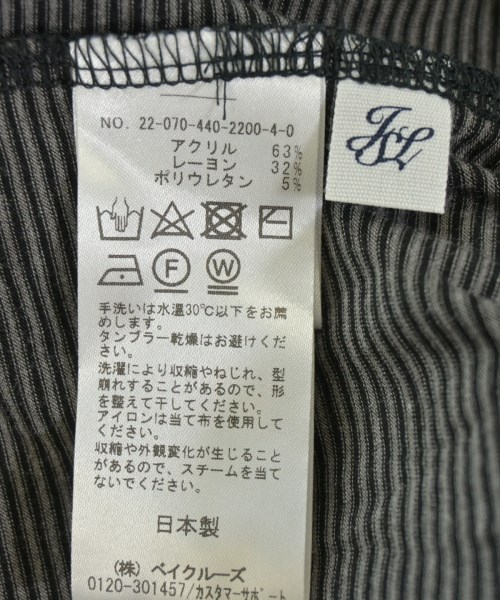 NO. 22-070-440-2200-4-0
アクリル 63%
レーヨン 32%
ポリウレタン 5%
JSL
F
W
手洗いは水温30℃以下をお薦
めします。
タンブラー乾燥はお避けくだ
さい。
洗濯により収縮やねじれ、型
崩れすることがあるので、形
を整えて干してください。
アイロンは当て布を使用して
ください。
収縮や外観変化が生じること
があるので、スチームを当て
ないでください。
日本製
(株) ベイクルーズ
0120-301457/カスタマーサポート